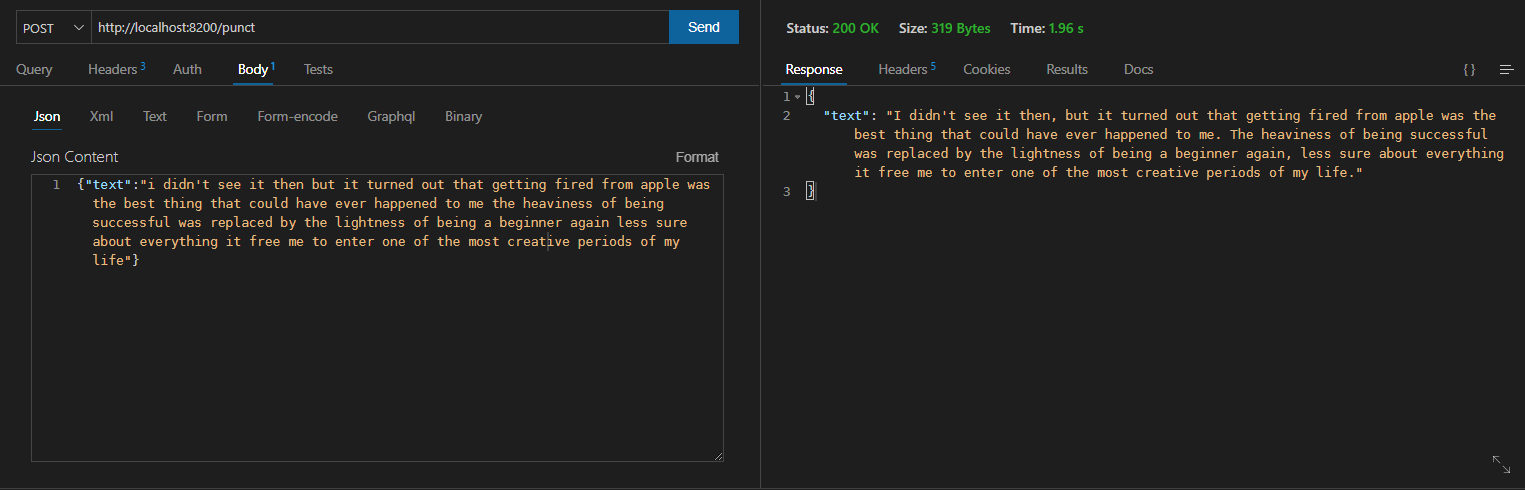 POST http://localhost:8200/punct Send
Query Headers 3 Auth Body 1 Tests
Json Xml Text Form Form-encode Graphql Binary
Json Content Format
1 {"text":"i didn't see it then but it turned out that getting fired from apple was
the best thing that could have ever happened to me the heaviness of being
successful was replaced by the lightness of being a beginner again less sure
about everything it free me to enter one of the most creative periods of my
life"}
Status: 200 OK Size: 319 Bytes Time: 1.96 s
Response Headers 5 Cookies Results Docs {}
1 {
2 "text": "I didn't see it then, but it turned out that getting fired from apple was the
best thing that could have ever happened to me. The heaviness of being successful
was replaced by the lightness of being a beginner again, less sure about everything
it free me to enter one of the most creative periods of my life."
3 }